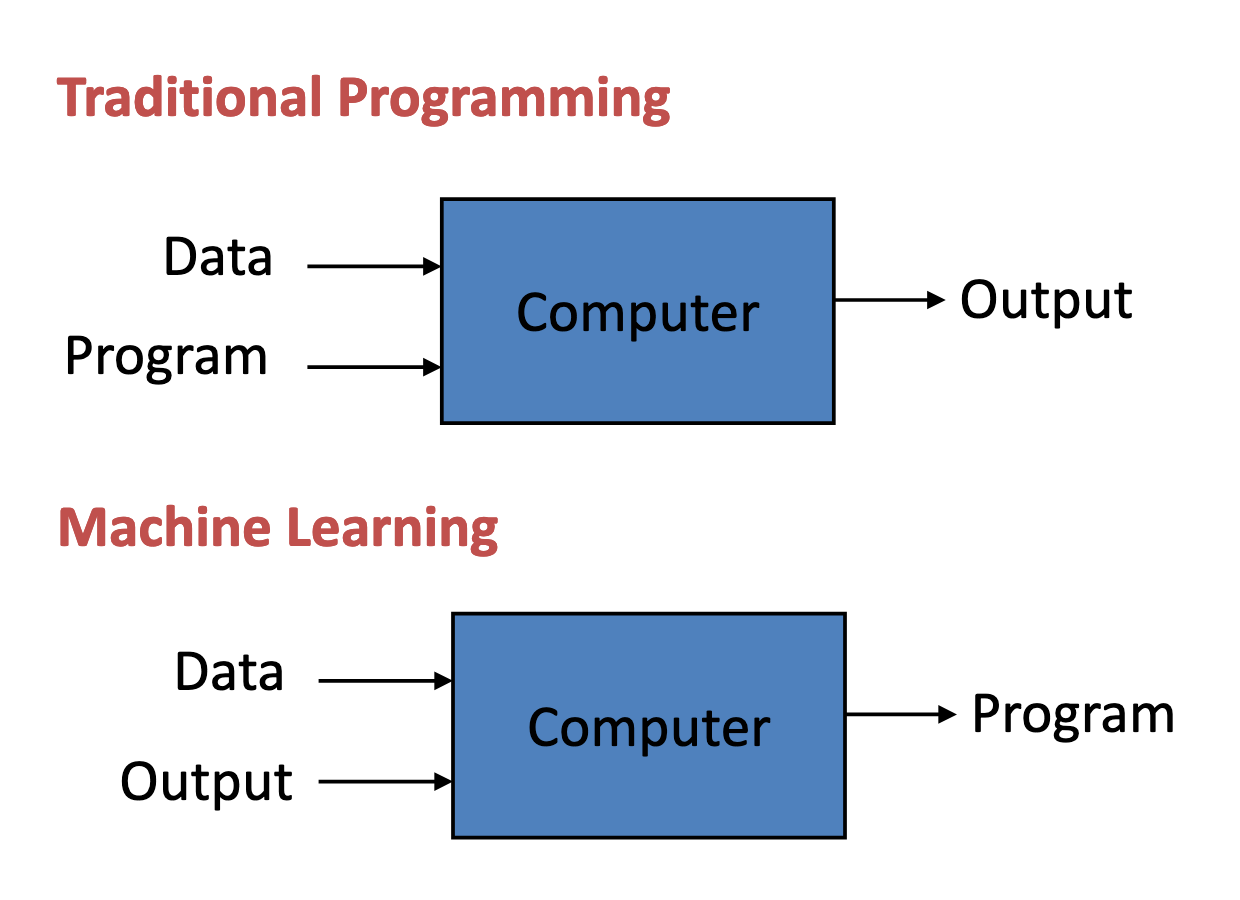 Traditional Programming
Data
Program
Computer
Output
Machine Learning
Data
Output
Computer
Program